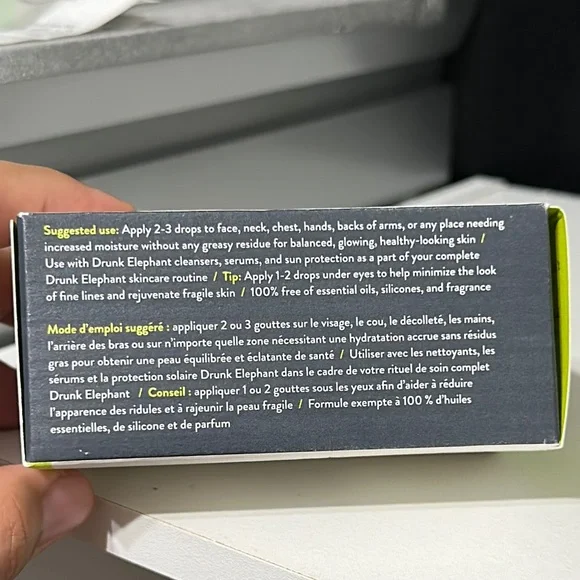 Suggested use: Apply 2-3 drops to face, neck, chest, hands, backs of arms, or any place needing
increased moisture without any greasy residue for balanced, glowing, healthy-looking skin /
Use with Drunk Elephant cleansers, serums, and sun protection as part of your complete
Drunk Elephant skincare routine / Tip: Apply 1-2 drops under eyes to help minimize the look
of fine lines and rejuvenate fragile skin / 100% free of essential oils, silicones, and fragrance
Mode d'emploi suggéré : appliquer 2 ou 3 gouttes sur le visage, le cou, le décolleté, les mains,
l'arrière des bras ou sur n'importe quelle zone nécessitant une hydratation accrue sans résidus
gras pour obtenir une peau équilibrée et éclatante de santé / Utiliser avec les nettoyants, les
sérums et la protection solaire Drunk Elephant dans le cadre de votre rituel de soin complet
Drunk Elephant / Conseil : appliquer 1 ou 2 gouttes sous les yeux afin d'aider à réduire
l'apparence des ridules et à rajeunir la peau fragile / Formule exempte à 100 % d'huiles
essentielles, de silicone et de parfum